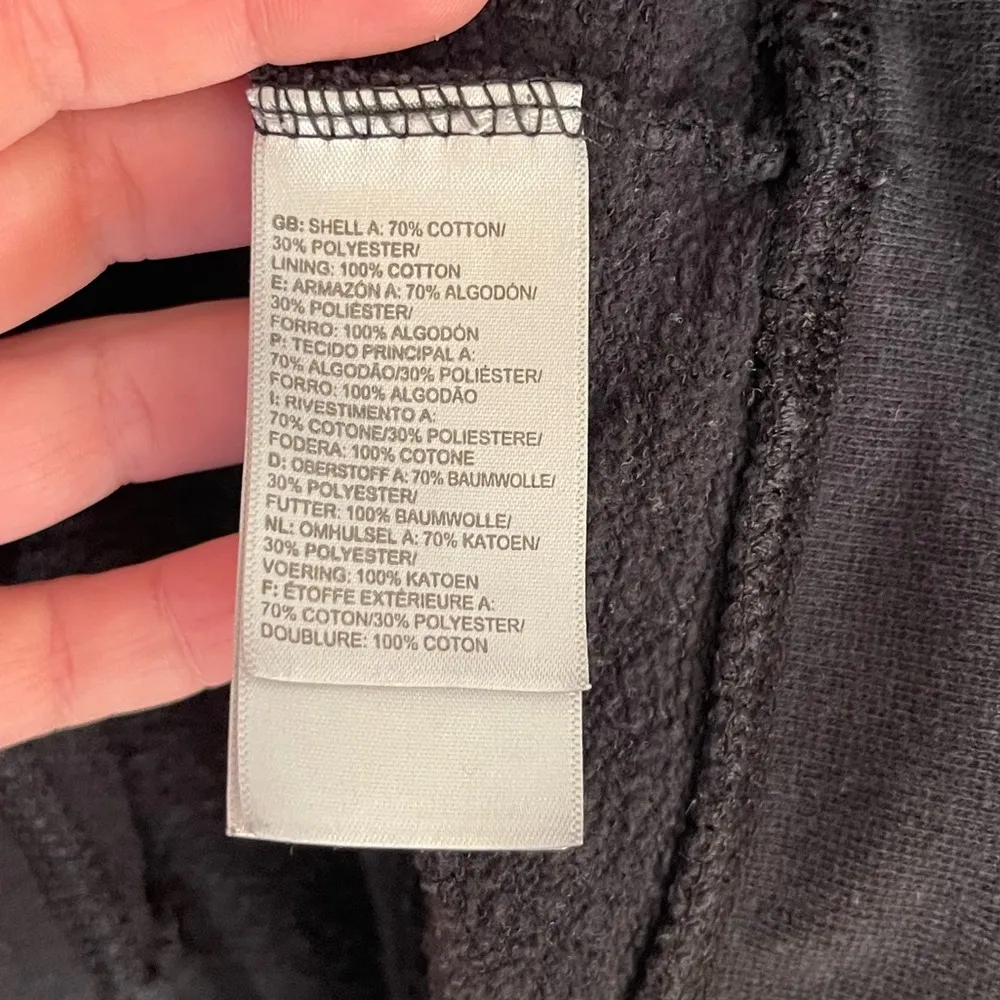 GB: SHELL A: 70% COTTON/
30% POLYESTER/
LINING: 100% COTTON
E: ARMAZÓN A: 70% ALGODÓN/
30% POLIÉSTER/
FORRO: 100% ALGODÓN
P: TECIDO PRINCIPAL A:
70% ALGODÃO/30% POLIÉSTER/
FORRO: 100% ALGODÃO
I: RIVESTIMENTO A:
70% COTONE/30% POLIESTERE/
FODERA: 100% COTONE
D: OBERSTOFF A: 70% BAUMWOLLE/
30% POLYESTER/
FUTTER: 100% BAUMWOLLE/
NL: OMHULSEL A: 70% KATOEN/
30% POLYESTER/
VOERING: 100% KATOEN
F: ÉTOFFE EXTÉRIEURE A:
70% COTON/30% POLYESTER/
DOUBLURE: 100% COTON